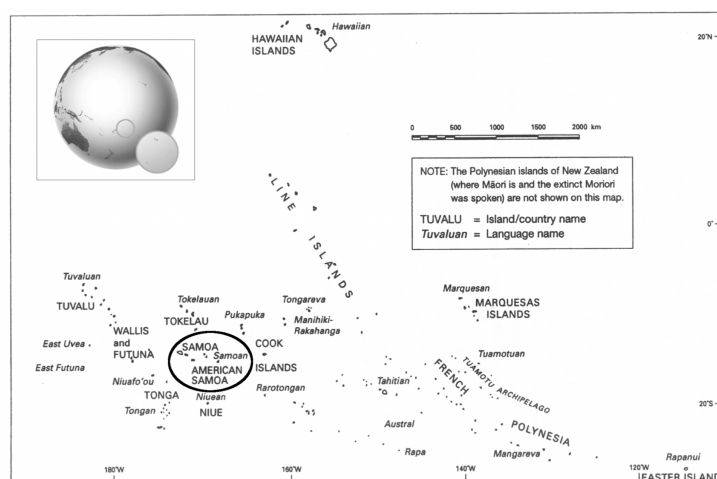 Hawaiian
HAWAIIAN
ISLANDS
20°N
0 500 1000 1500 2000 km
NOTE: The Polynesian islands of New Zealand
(where Māori is and the extinct Moriori
was spoken) are not shown on this map.
TUVALU = Island/country name
Tuvaluan = Language name
LINE ISLANDS
0°
Tuvaluan
TUVALU
Tokelauan
TOKELAU
Pukapuka
Tongareva
Manihiki-
Rakahanga
Marquesan
MARQUESAS
ISLANDS
WALLIS
and
FUTUNA
East Uvea
East Futuna
SAMOA
Samoan
AMERICAN
SAMOA
COOK
ISLANDS
Niuafo'ou
TONGA
Tongan
Niuean
NIUE
Rarotongan
Tahitian
Tuamotuan
TUAMOTU ARCHIPELAGO
FRENCH
POLYNESIA
20°S
Austral
Rapa
Mangareva
Rapanui
EASTER ISLAND
180°W
160°W
140°W
120°W